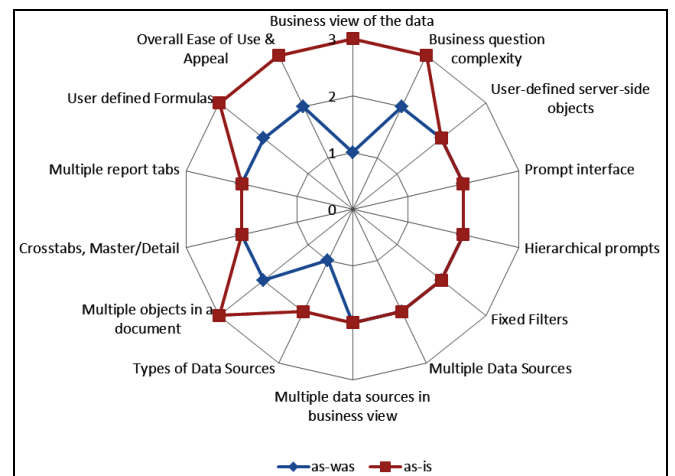 Business view of the data
3
Overall Ease of Use &
Appeal
Business question
complexity
User defined Formulas
User-defined server-side
objects
2
Multiple report tabs
1
Prompt interface
0
Crosstabs, Master/Detail
Hierarchical prompts
Multiple objects in a
document
Fixed Filters
Types of Data Sources
Multiple Data Sources
Multiple data sources in
business view
as-was
as-is